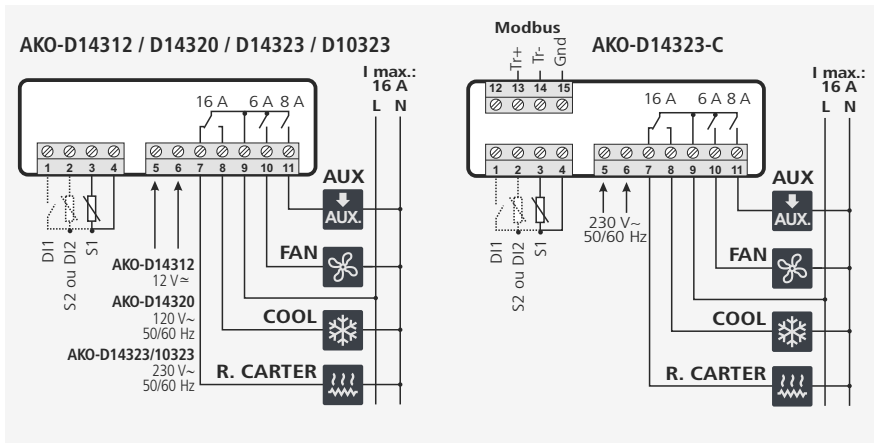 AKO-D14312 / D14320 / D14323 / D10323
I max.:
16 A
L N
16 A 6 A 8 A
1 2 3 4 5 6 7 8 9 10 11
DI1
S2 ou DI2
S1
AKO-D14312
12 V≃
AKO-D14320
120 V~
50/60 Hz
AKO-D14323/10323
230 V~
50/60 Hz
AUX
AUX.
FAN
COOL
R. CARTER
Modbus
Tr+
Tr-
Gnd
AKO-D14323-C
I max.:
16 A
L N
12 13 14 15
16 A 6 A 8 A
1 2 3 4 5 6 7 8 9 10 11
DI1
S2 ou DI2
S1
230 V~
50/60 Hz
AUX
AUX.
FAN
COOL
R. CARTER